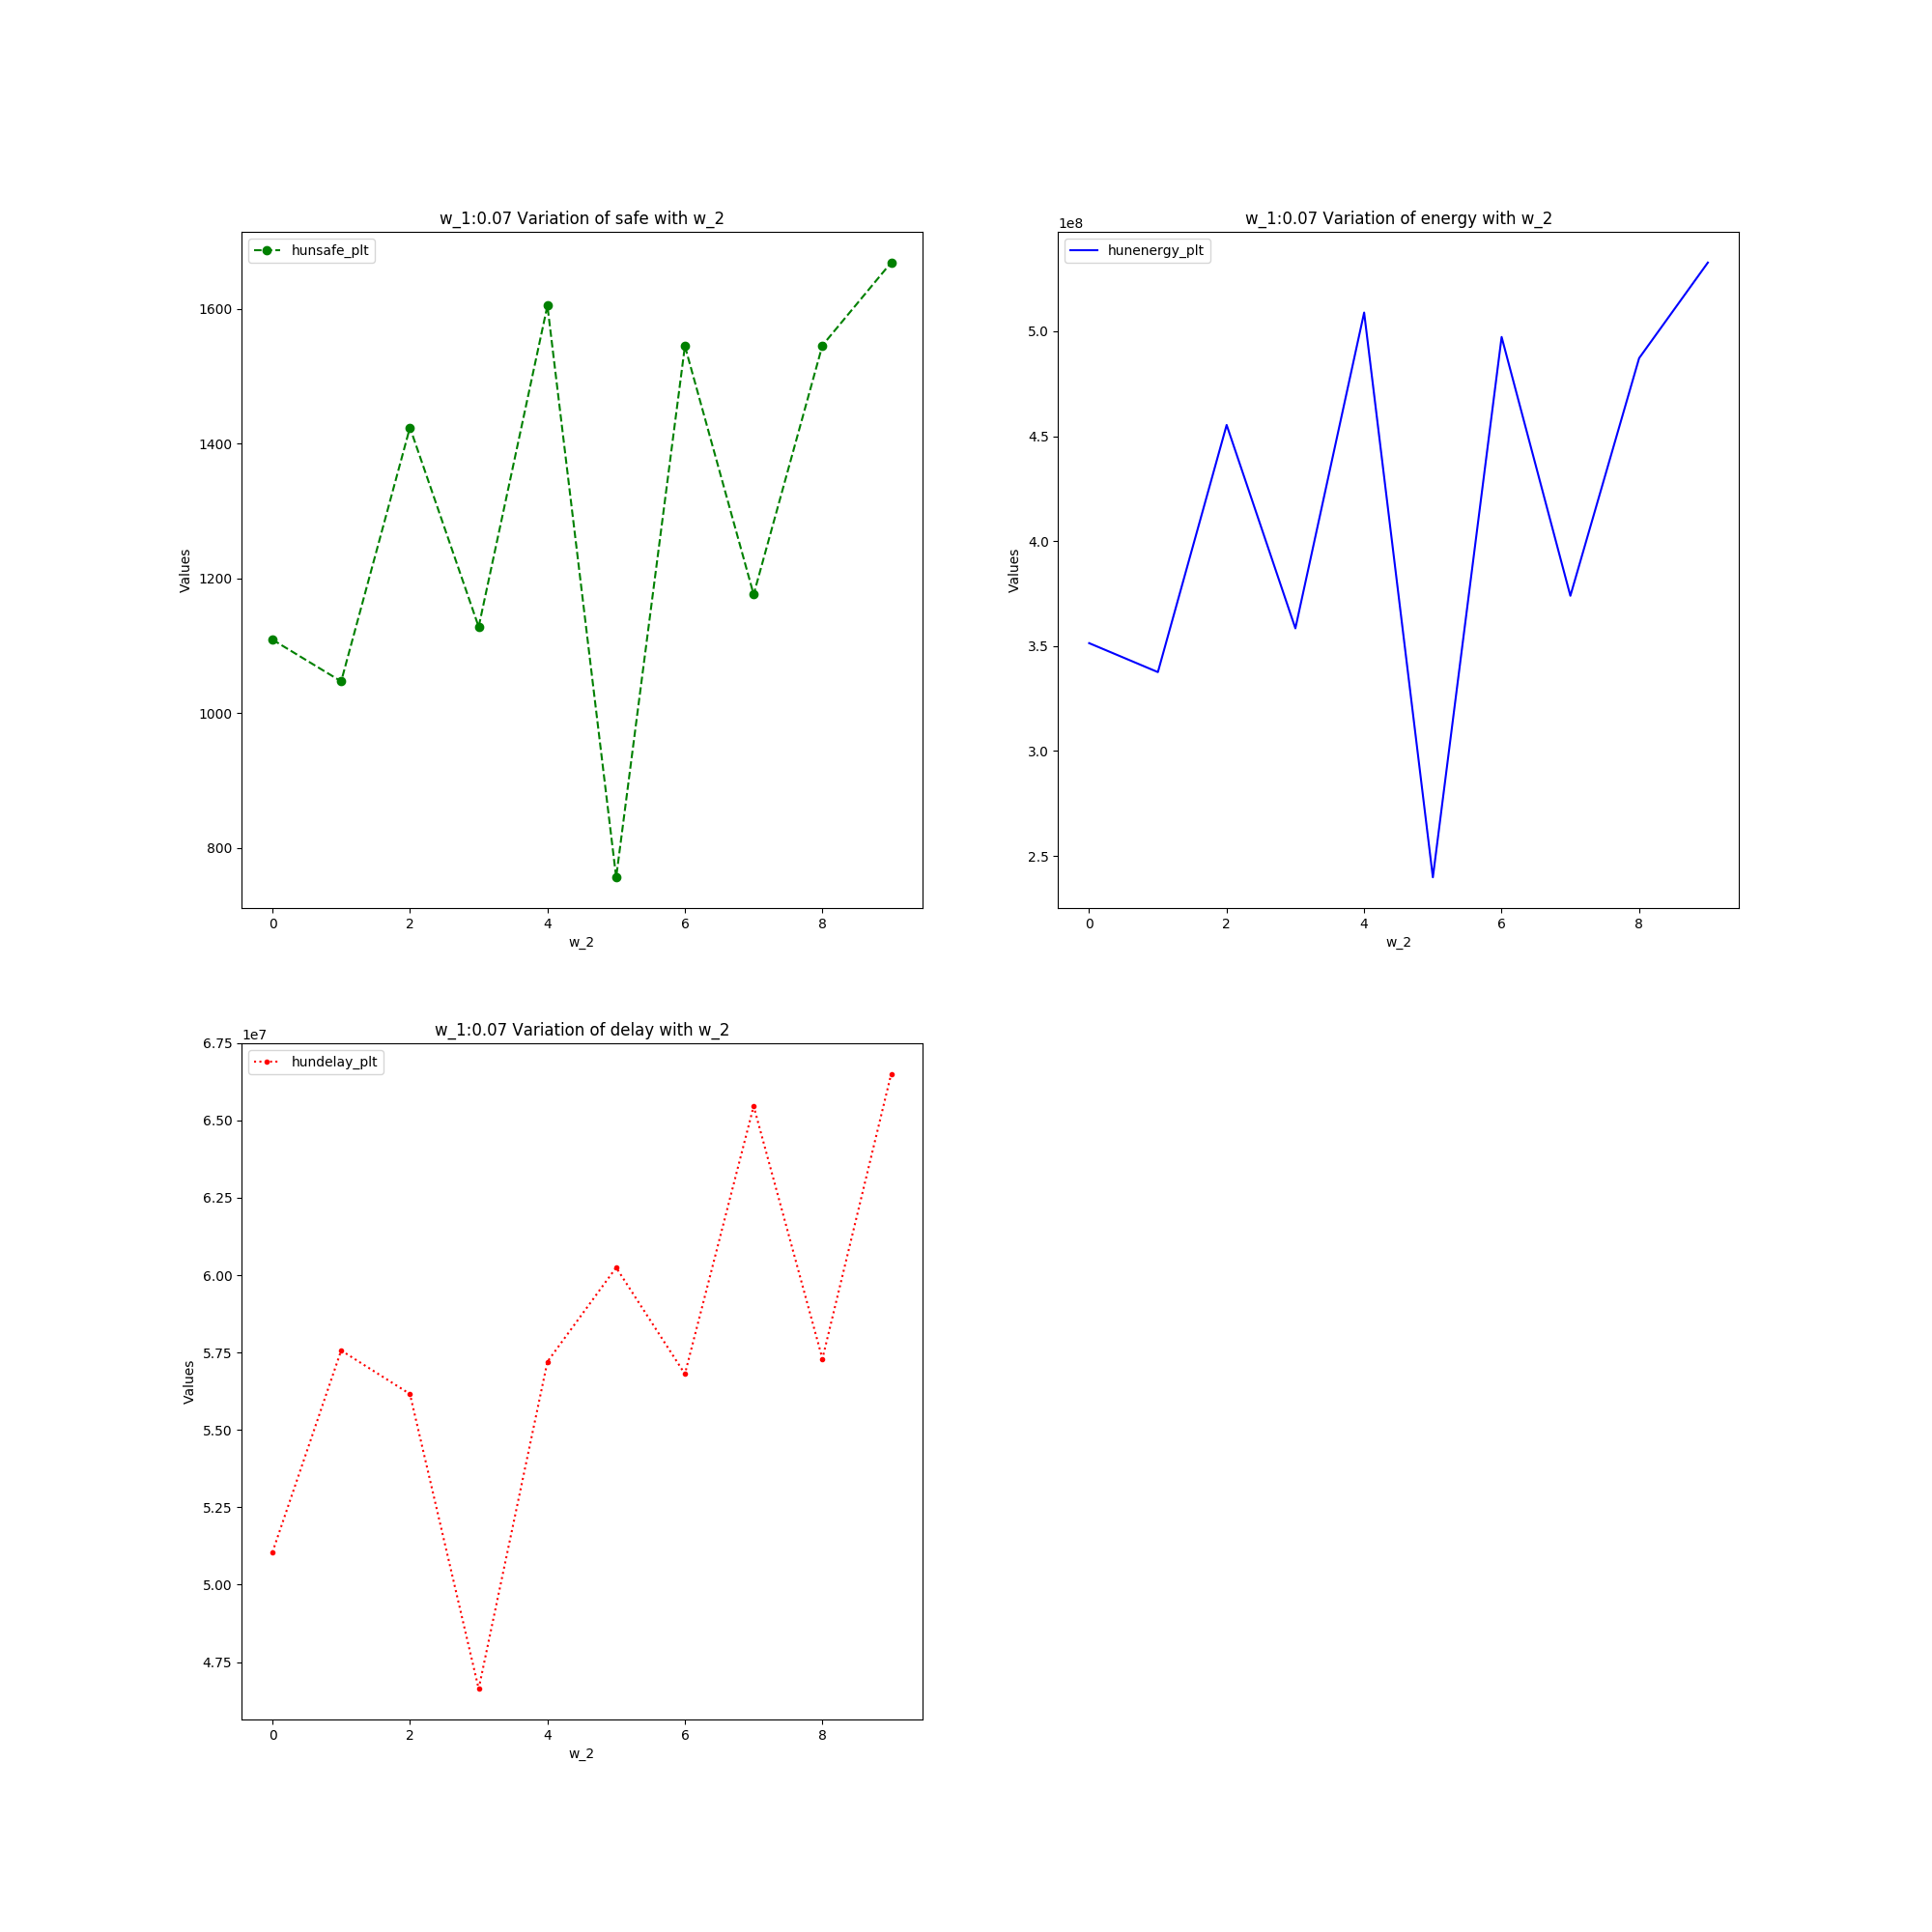 w_1:0.07 Variation of safe with w_2
hunsafe_plt
1600
1400
1200
1000
800
Values
0 2 4 6 8
w_2
w_1:0.07 Variation of energy with w_2
1e8
hunenergy_plt
5.0
4.5
4.0
3.5
3.0
2.5
Values
0 2 4 6 8
w_2
w_1:0.07 Variation of delay with w_2
1e7
hundelay_plt
6.75
6.50
6.25
6.00
5.75
5.50
5.25
5.00
4.75
Values
0 2 4 6 8
w_2